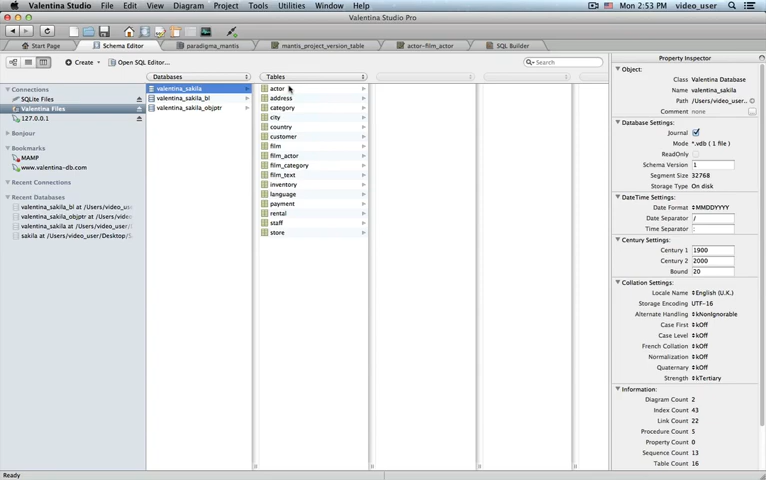 Valentina Studio File Edit View Diagram Project Tools Utilities Window Help Mon 2:53 PM video_user
Valentina Studio Pro
Start Page Schema Editor paradigma_mantis mantis_project_version_table actor-film_actor SQL Builder
Create Open SQL Editor... Search
Property Inspector
Connections
SQLite Files
Valentina Files
127.0.0.1
Bonjour
Bookmarks
MAMP
www.valentina-db.com
Recent Connections
Recent Databases
valentina_sakila_bl at /Users/video_u...
valentina_sakila_objptr at /Users/vide...
valentina_sakila at /Users/video_user/...
sakila at /Users/video_user/Desktop/S...
Databases
valentina_sakila
valentina_sakila_bl
valentina_sakila_objptr
Tables
actor
address
category
city
country
customer
film
film_actor
film_category
film_text
inventory
language
payment
rental
staff
store
Object:
Class Valentina Database
Name valentina_sakila
Path /Users/video_user...
Comment none
Database Settings:
Journal
Mode *.vdb ( 1 file )
ReadOnly
Schema Version 1
Segment Size 32768
Storage Type On disk
DateTime Settings:
Date Format MMDDYYYY
Date Separator /
Time Separator :
Century Settings:
Century 1 1900
Century 2 2000
Bound 20
Collation Settings:
Locale Name English (U.K.)
Storage Encoding UTF-16
Alternate Handling kNonIgnorable
Case First kOff
Case Level kOff
French Collation kOff
Normalization kOff
Quaternary kOff
Strength kTertiary
Information:
Diagram Count 2
Index Count 43
Link Count 22
Procedure Count 5
Property Count 0
Sequence Count 13
Table Count 16
Ready